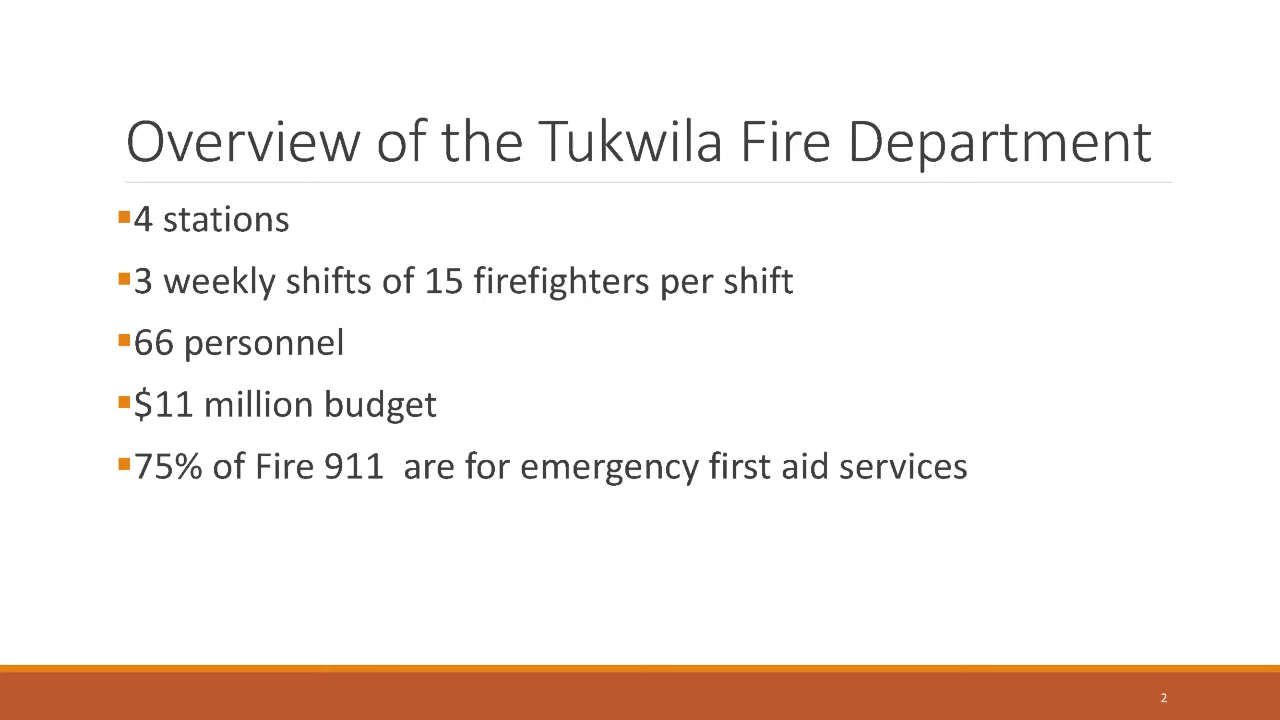 Overview of the Tukwila Fire Department
▪4 stations
▪3 weekly shifts of 15 firefighters per shift
▪66 personnel
▪$11 million budget
▪75% of Fire 911  are for emergency first aid services
2